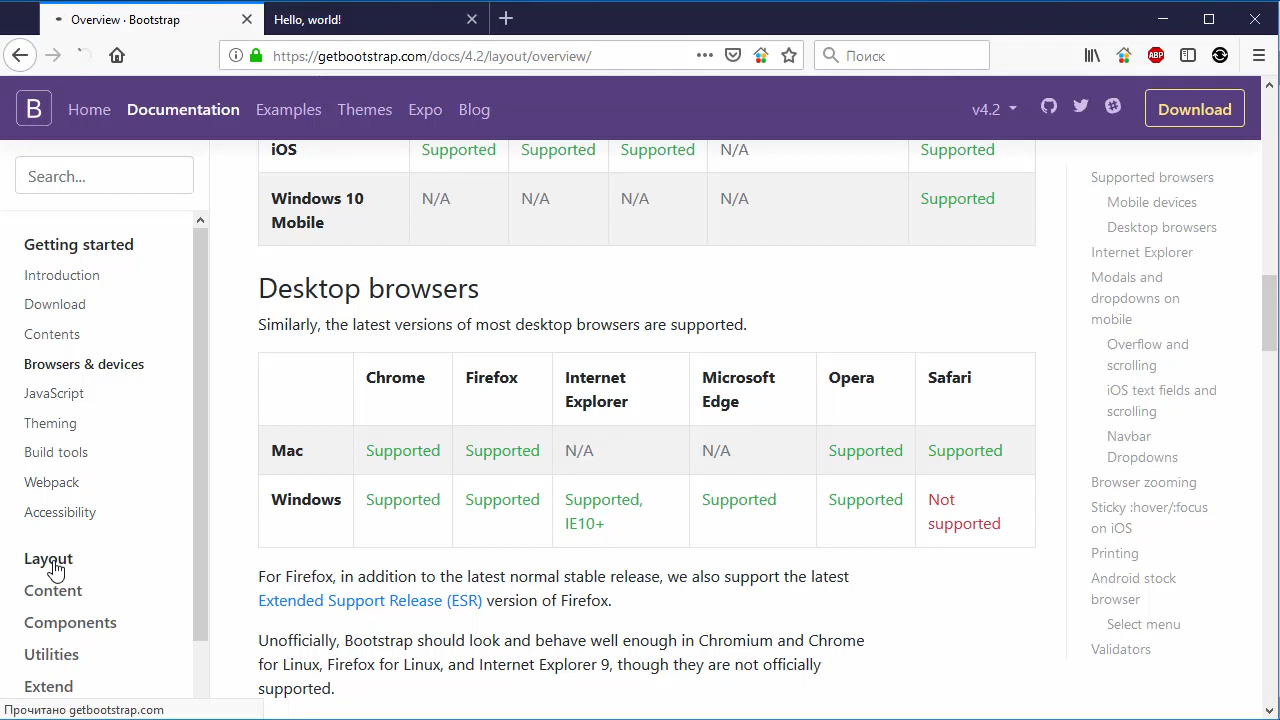 Overview · Bootstrap
Hello, world!
https://getbootstrap.com/docs/4.2/layout/overview/
Поиск
ABP
B
Home
Documentation
Examples
Themes
Expo
Blog
v4.2
Download
Search...
Getting started
Introduction
Download
Contents
Browsers & devices
JavaScript
Theming
Build tools
Webpack
Accessibility
Layout
Content
Components
Utilities
Extend
iOS Supported Supported Supported N/A Supported
Windows 10 N/A N/A N/A N/A Supported
Mobile
Desktop browsers
Similarly, the latest versions of most desktop browsers are supported.
Chrome Firefox Internet Microsoft Opera Safari
Explorer Edge
Mac Supported Supported N/A N/A Supported Supported
Windows Supported Supported Supported, Supported Supported Not
IE10+ supported
For Firefox, in addition to the latest normal stable release, we also support the latest
Extended Support Release (ESR) version of Firefox.
Unofficially, Bootstrap should look and behave well enough in Chromium and Chrome
for Linux, Firefox for Linux, and Internet Explorer 9, though they are not officially
supported.
Supported browsers
Mobile devices
Desktop browsers
Internet Explorer
Modals and
dropdowns on
mobile
Overflow and
scrolling
iOS text fields and
scrolling
Navbar
Dropdowns
Browser zooming
Sticky :hover/:focus
on iOS
Printing
Android stock
browser
Select menu
Validators
Прочитано getbootstrap.com